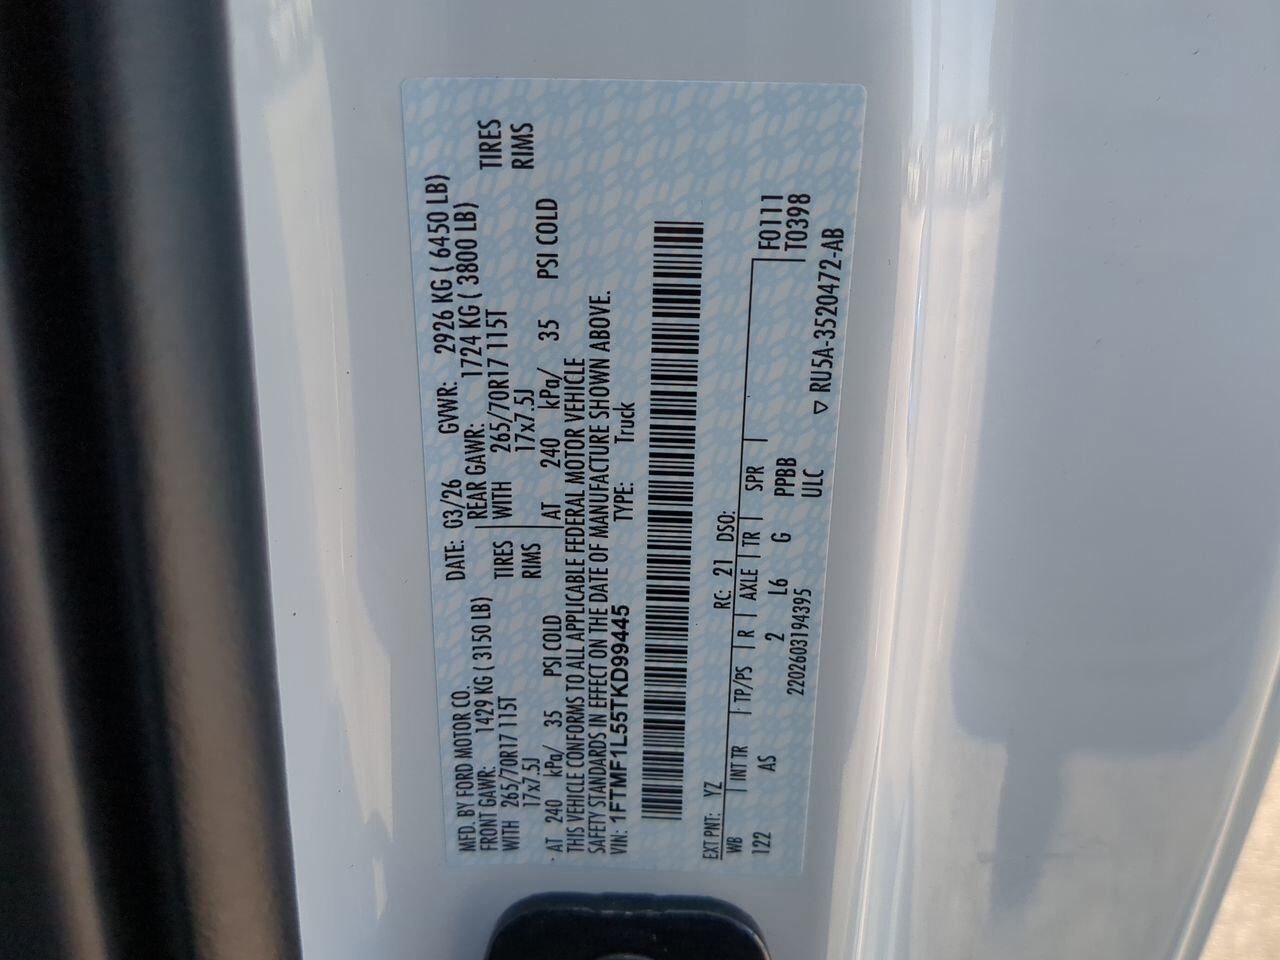 MFD. BY FORD MOTOR CO.
DATE: 03/26 GVWR: 2926 KG ( 6450 LB)
FRONT GAWR: 1429 KG ( 3150 LB)
REAR GAWR: 1724 KG ( 3800 LB)
WITH 265/70R17 115T TIRES
WITH 265/70R17 115T TIRES
17x7.5J RIMS
17x7.5J RIMS
AT 240 kPa/ 35 PSI COLD
AT 240 kPa/ 35 PSI COLD
THIS VEHICLE CONFORMS TO ALL APPLICABLE FEDERAL MOTOR VEHICLE
SAFETY STANDARDS IN EFFECT ON THE DATE OF MANUFACTURE SHOWN ABOVE.
VIN: 1FTMF1L55TKD99445 TYPE: Truck
EXT PNT: YZ RC: 21 DSO:
WB | INT TR | TP/PS | R | AXLE | TR | SPR | F0111
122 AS 2 L6 G PPBB T0398
2202603194395 ULC
▽ RU5A-3520472-AB